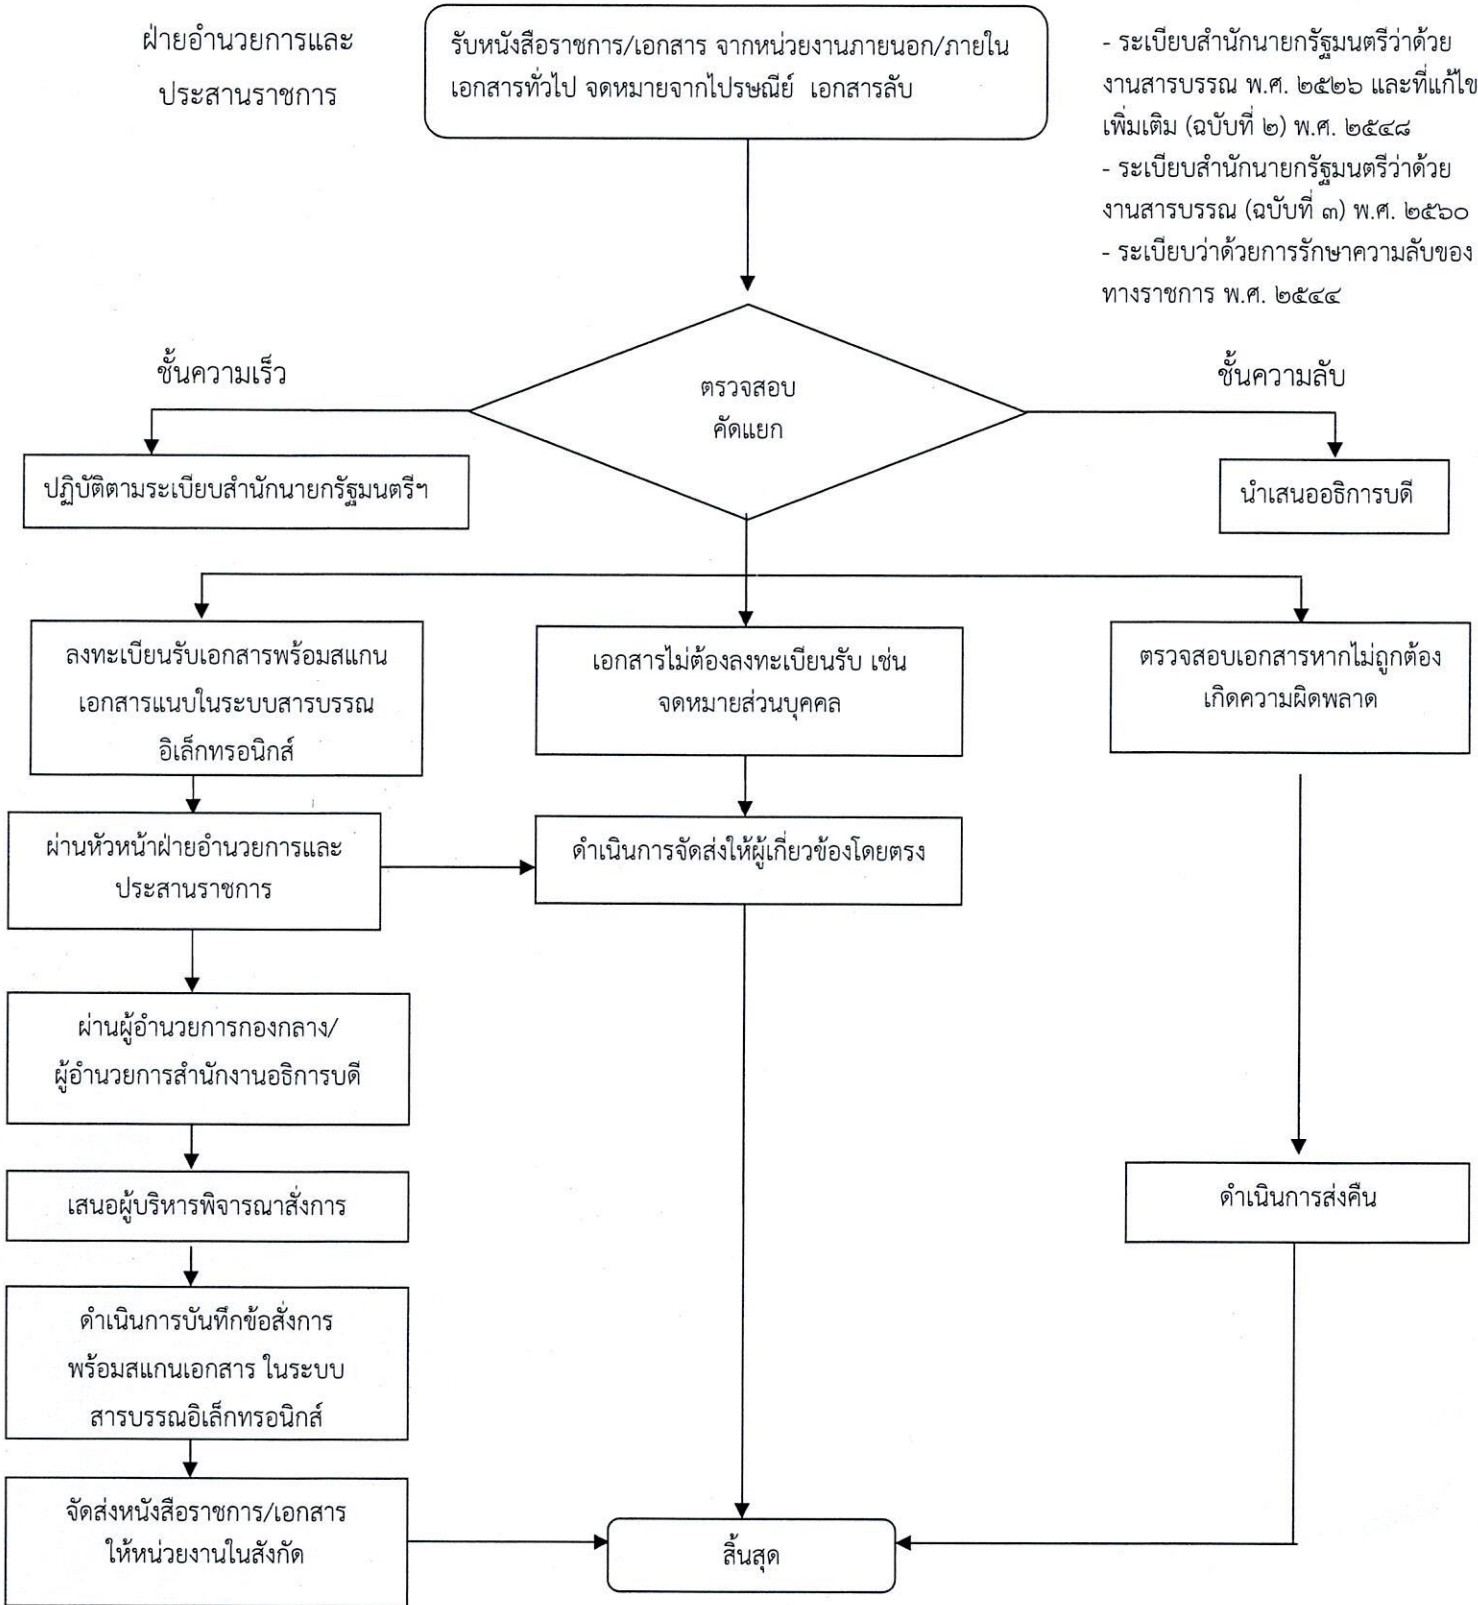 ฝ่ายอำนวยการและ
ประสานราชการ
รับหนังสือราชการ/เอกสาร จากหน่วยงานภายนอก/ภายใน
เอกสารทั่วไป จดหมายจากไปรษณีย์ เอกสารลับ
- ระเบียบสำนักนายกรัฐมนตรีว่าด้วย
งานสารบรรณ พ.ศ. ๒๕๒๖ และที่แก้ไข
เพิ่มเติม (ฉบับที่ ๒) พ.ศ. ๒๕๔๘
- ระเบียบสำนักนายกรัฐมนตรีว่าด้วย
งานสารบรรณ (ฉบับที่ ๓) พ.ศ. ๒๕๖๐
- ระเบียบว่าด้วยการรักษาความลับของ
ทางราชการ พ.ศ. ๒๕๔๔
ชั้นความเร็ว
ตรวจสอบ
คัดแยก
ชั้นความลับ
ปฏิบัติตามระเบียบสำนักนายกรัฐมนตรีฯ
นำเสนออธิการบดี
ลงทะเบียนรับเอกสารพร้อมสแกน
เอกสารแนบในระบบสารบรรณ
อิเล็กทรอนิกส์
เอกสารไม่ต้องลงทะเบียนรับ เช่น
จดหมายส่วนบุคคล
ตรวจสอบเอกสารหากไม่ถูกต้อง
เกิดความผิดพลาด
ผ่านหัวหน้าฝ่ายอำนวยการและ
ประสานราชการ
ดำเนินการจัดส่งให้ผู้เกี่ยวข้องโดยตรง
ผ่านผู้อำนวยการกองกลาง/
ผู้อำนวยการสำนักงานอธิการบดี
เสนอผู้บริหารพิจารณาสั่งการ
ดำเนินการส่งคืน
ดำเนินการบันทึกข้อสั่งการ
พร้อมสแกนเอกสาร ในระบบ
สารบรรณอิเล็กทรอนิกส์
จัดส่งหนังสือราชการ/เอกสาร
ให้หน่วยงานในสังกัด
สิ้นสุด